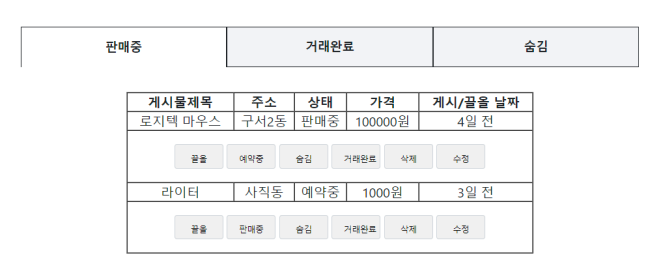 판매중 거래완료 숨김
게시물제목 주소 상태 가격 게시/끌올 날짜
로지텍 마우스 구서2동 판매중 100000원 4일 전
끌올 예약중 숨김 거래완료 삭제 수정
라이터 사직동 예약중 1000원 3일 전
끌올 판매중 숨김 거래완료 삭제 수정